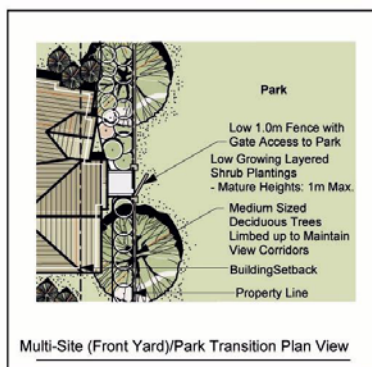 Park
Low 1.0m Fence with
Gate Access to Park
Low Growing Layered
Shrub Plantings
- Mature Heights: 1m Max.
Medium Sized
Deciduous Trees
Limbed up to Maintain
View Corridors
BuildingSetback
Property Line
Multi-Site (Front Yard)/Park Transition Plan View